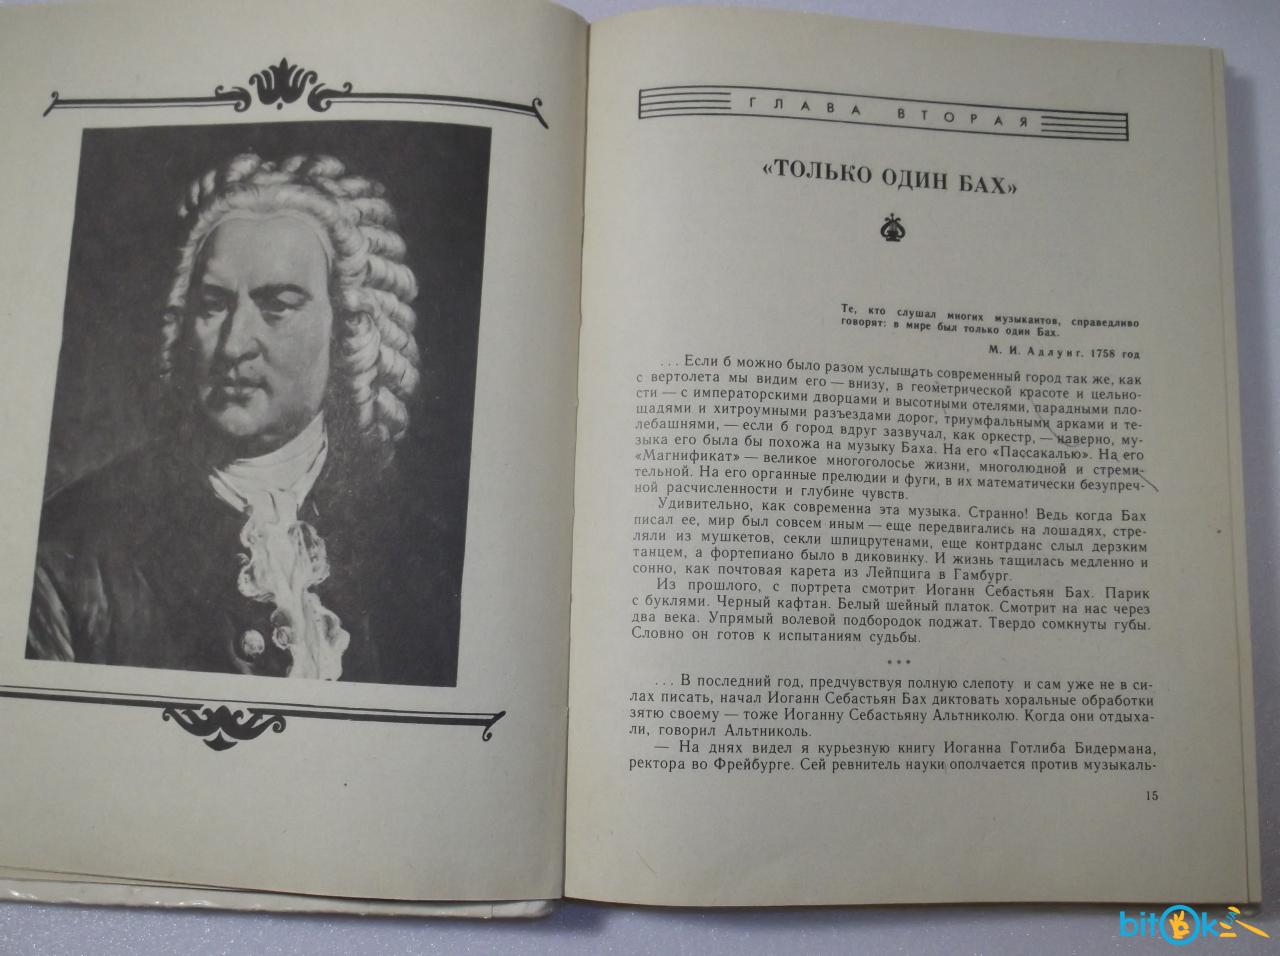 ГЛАВА ВТОРАЯ
«ТОЛЬКО ОДИН БАХ»
Те, кто слушал многих музыкантов, справедливо
говорят: в мире был только один Бах.
М. И. Адлунг. 1758 год
... Если б можно было разом услышать современный город так же, как
с вертолета мы видим его — внизу, в геометрической красоте и цельно-
сти — с императорскими дворцами и высотными отелями, парадными пло-
щадями и хитроумными разъездами дорог, триумфальными арками и те-
лебашнями, — если б город вдруг зазвучал, как оркестр, — наверно, му-
зыка его была бы похожа на музыку Баха. На его «Пассакалью». На его
«Магнификат» — великое многоголосье жизни, многолюдной и стреми-
тельной. На его органные прелюдии и фуги, в их математически безупреч-
ной расчисленности и глубине чувств.
Удивительно, как современна эта музыка. Странно! Ведь когда Бах
писал ее, мир был совсем иным — еще передвигались на лошадях, стре-
ляли из мушкетов, секли шпицрутенами, еще контрданс слыл дерзким
танцем, а фортепиано было в диковинку. И жизнь тащилась медленно и
сонно, как почтовая карета из Лейпцига в Гамбург.
Из прошлого, с портрета смотрит Иоганн Себастьян Бах. Парик
с буклями. Черный кафтан. Белый шейный платок. Смотрит на нас через
два века. Упрямый волевой подбородок поджат. Твердо сомкнуты губы.
Словно он готов к испытаниям судьбы.
***
... В последний год, предчувствуя полную слепоту и сам уже не в си-
лах писать, начал Иоганн Себастьян Бах диктовать хоральные обработки
зятю своему — тоже Иоганну Себастьяну Альтниколю. Когда они отдыха-
ли, говорил Альтниколь.
— На днях видел я курьезную книгу Иоганна Готлиба Бидермана,
ректора во Фрейбурге. Сей ревнитель науки ополчается против музыкаль-
15